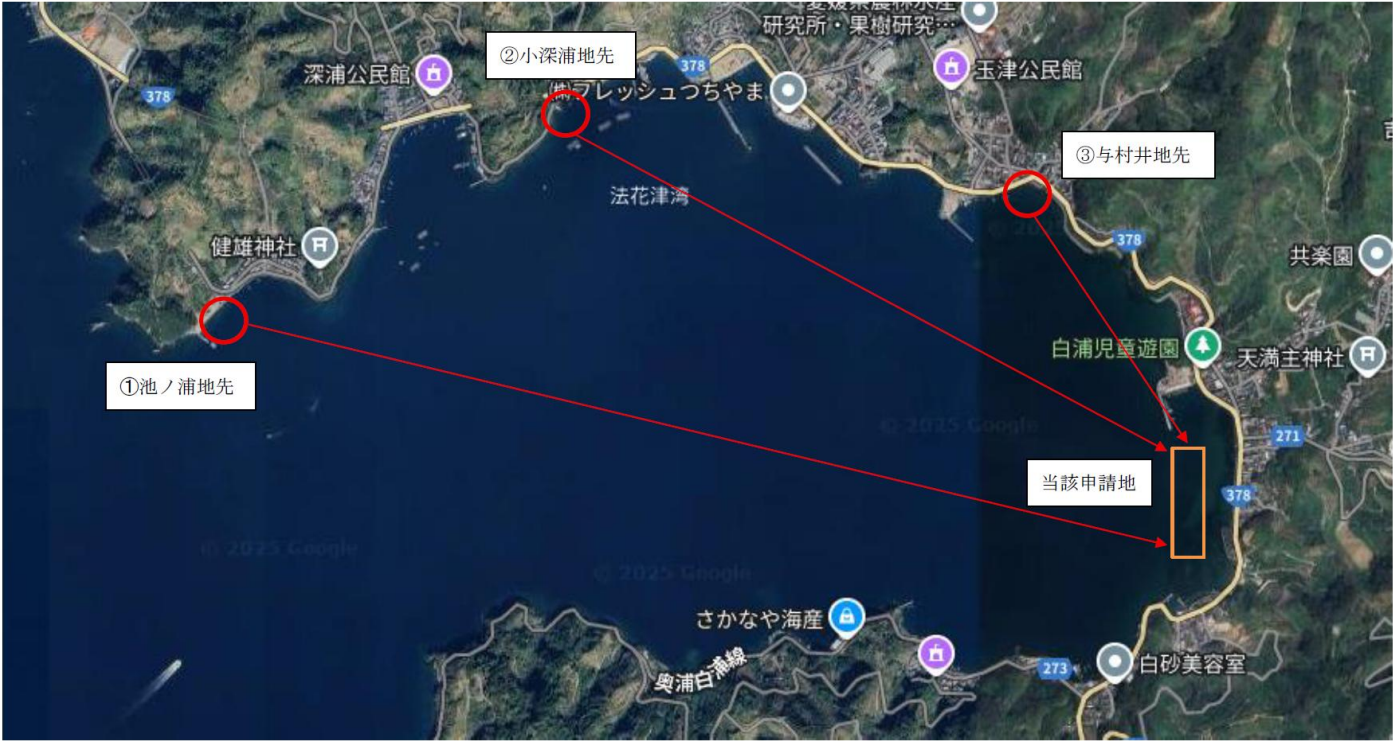 研究所・果樹研究…
②小深浦地先
378
玉津公民館
深浦公民館
378
㈱フレッシュつちやま
③与村井地先
法花津湾
378
健雄神社
共楽園
白浦児童遊園
天満主神社
①池ノ浦地先
© 2025 Google
271
当該申請地
378
© 2025 Google
© 2025 Google
さかなや海産
奥浦白浦線
273
白砂美容室